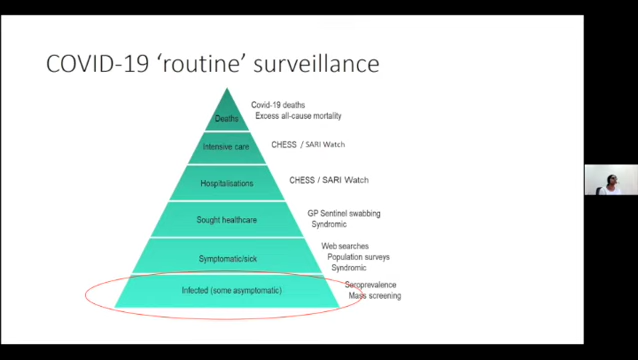 COVID-19 ‘routine’ surveillance
Deaths
Covid-19 deaths
Excess all-cause mortality
Intensive care
CHESS / SARI Watch
Hospitalisations
CHESS / SARI Watch
Sought healthcare
GP Sentinel swabbing
Syndromic
Symptomatic/sick
Web searches
Population surveys
Syndromic
Infected (some asymptomatic)
Seroprevalence
Mass screening